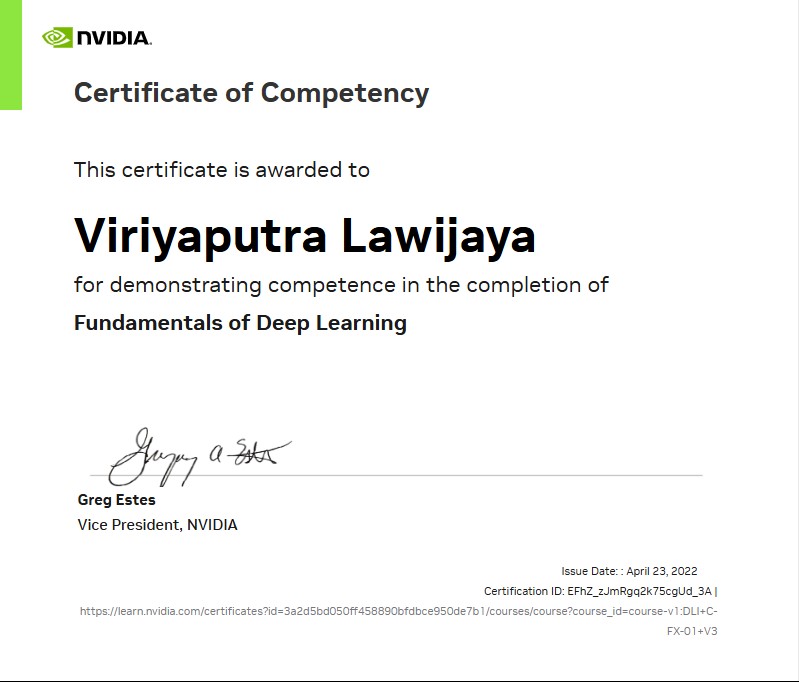 NVIDIA.
Certificate of Competency
This certificate is awarded to
Viriyaputra Lawijaya
for demonstrating competence in the completion of
Fundamentals of Deep Learning
Greg Estes
Vice President, NVIDIA
Issue Date: : April 23, 2022
Certification ID: EFhZ_zJmRgq2k75cgUd_3A |
https://learn.nvidia.com/certificates?id=3a2d5bd050ff458890bfdbce950de7b1/courses/course?course_id=course-v1:DLI+C-
FX-01+V3